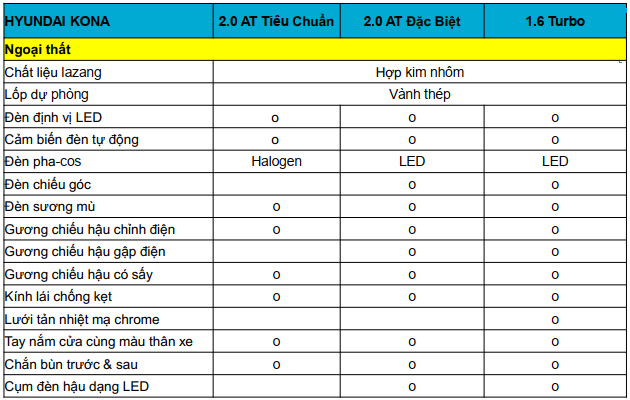 HYUNDAI KONA 2.0 AT Tiêu Chuẩn 2.0 AT Đặc Biệt 1.6 Turbo
Ngoại thất
Chất liệu lazang Hợp kim nhôm
Lốp dự phòng Vành thép
Đèn định vị LED o o o
Cảm biến đèn tự động o o o
Đèn pha-cos Halogen LED LED
Đèn chiếu góc o o
Đèn sương mù o o o
Gương chiếu hậu chỉnh điện o o o
Gương chiếu hậu gập điện o o
Gương chiếu hậu có sấy o o o
Kính lái chống kẹt o o o
Lưới tản nhiệt mạ chrome o
Tay nắm cửa cùng màu thân xe o o o
Chắn bùn trước & sau o o o
Cụm đèn hậu dạng LED o o